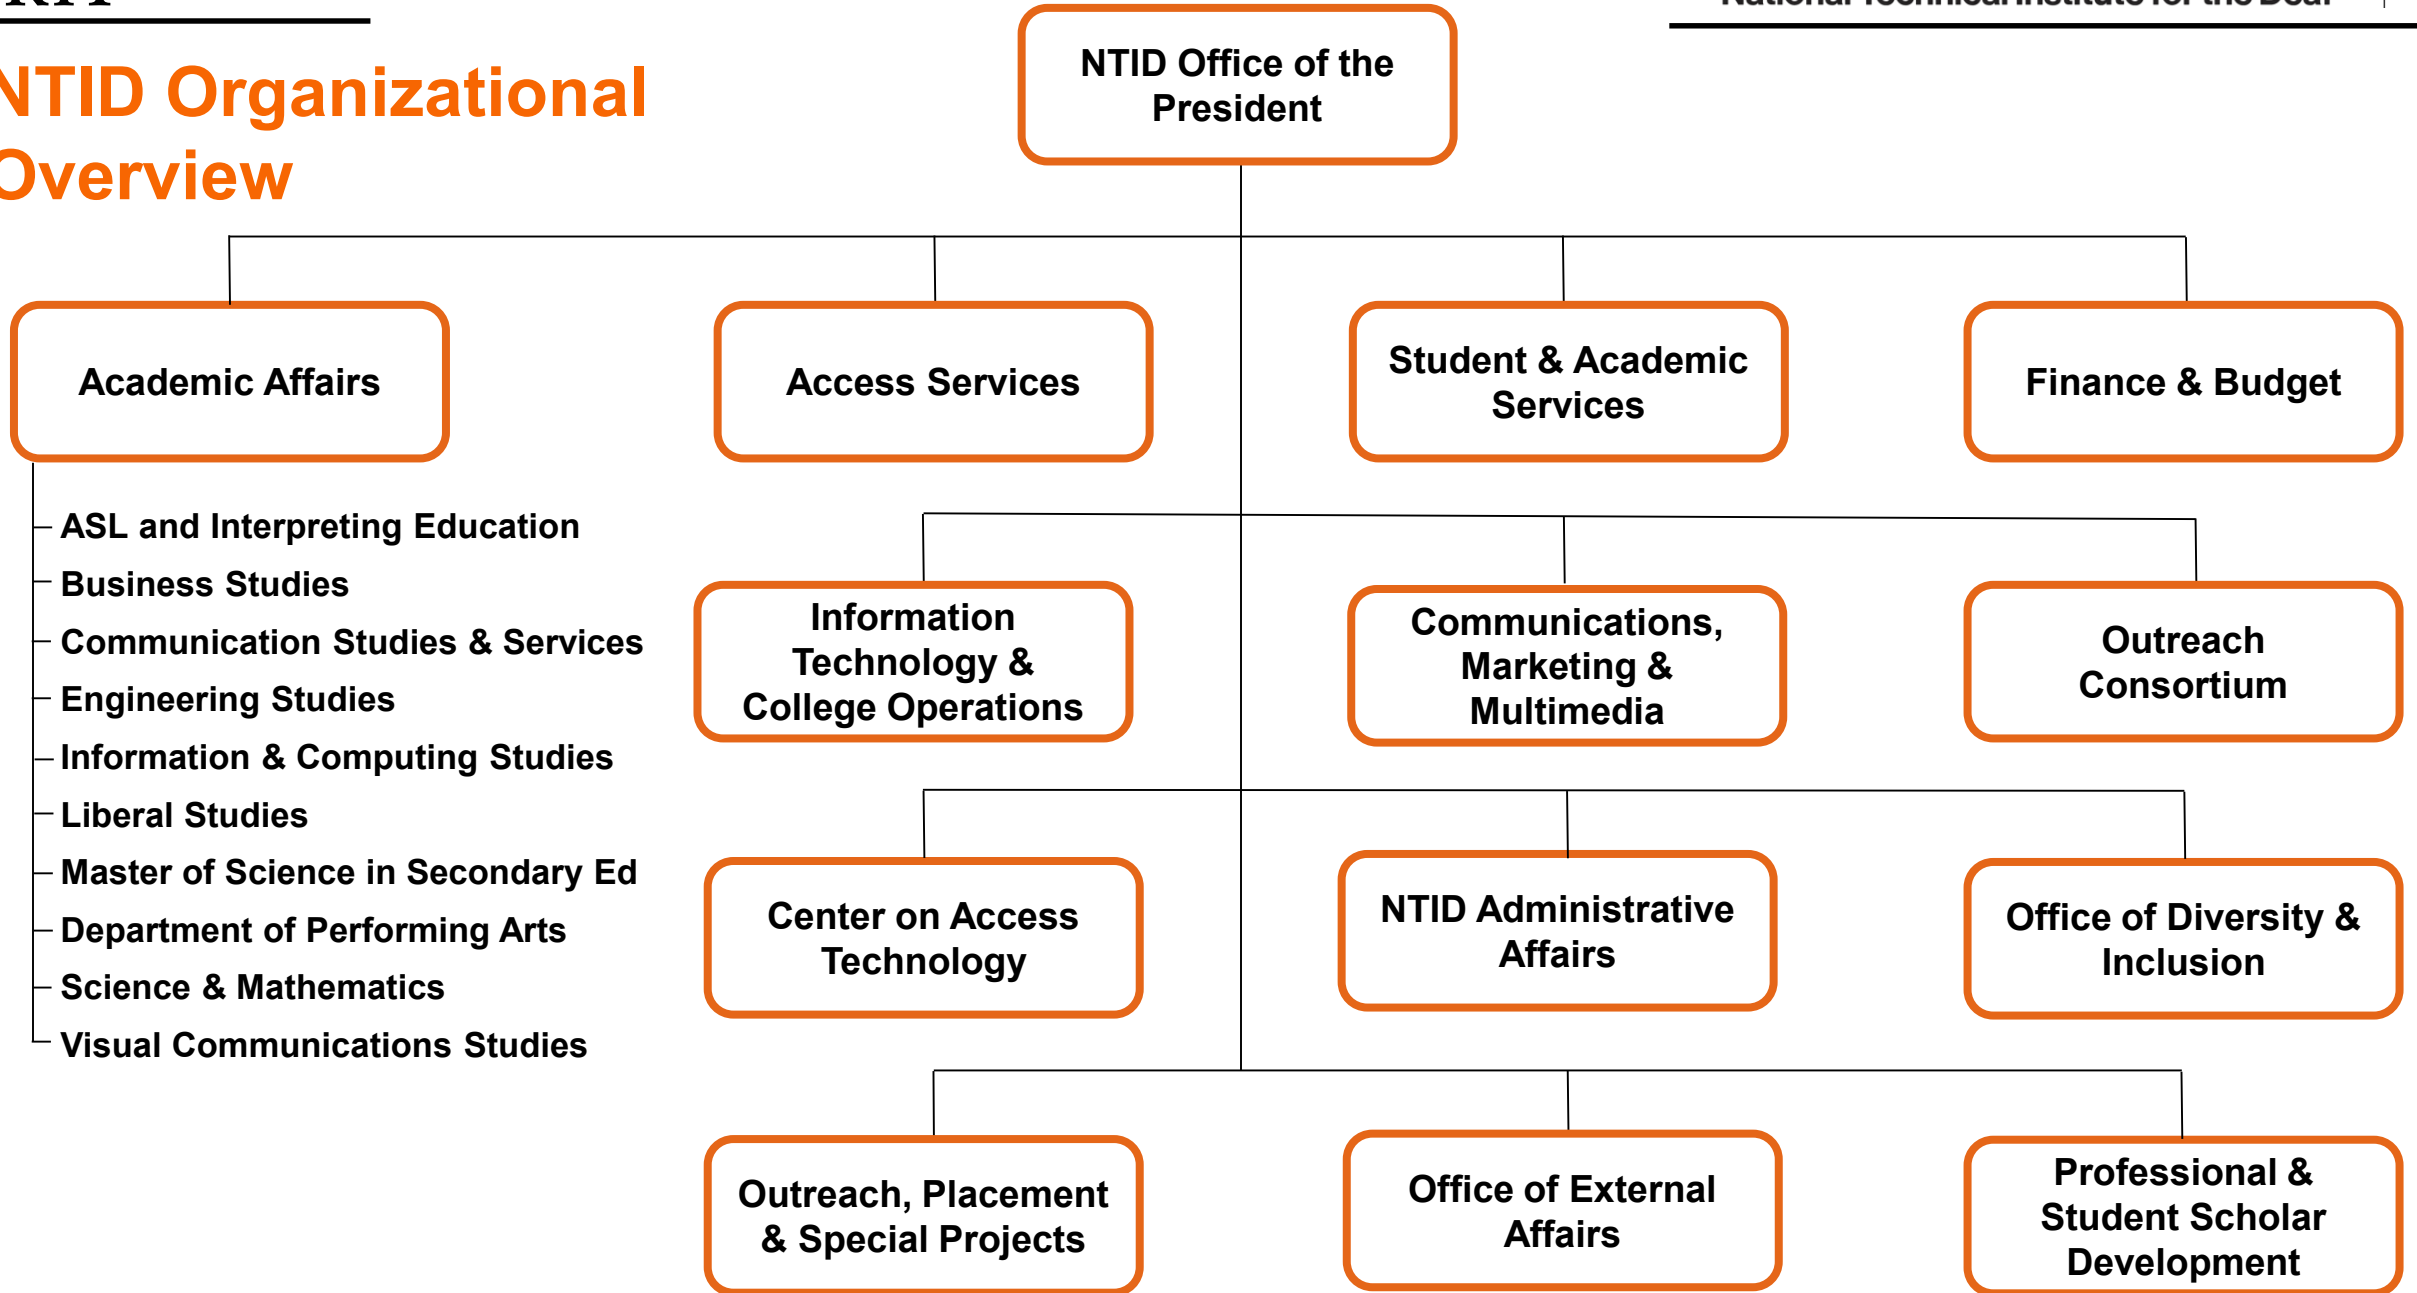 NTID Organizational
Overview
NTID Office of the
President
Academic Affairs
Access Services
Student & Academic
Services
Finance & Budget
ASL and Interpreting Education
Business Studies
Communication Studies & Services
Engineering Studies
Information & Computing Studies
Liberal Studies
Master of Science in Secondary Ed
Department of Performing Arts
Science & Mathematics
Visual Communications Studies
Information
Technology &
College Operations
Communications,
Marketing &
Multimedia
Outreach
Consortium
Center on Access
Technology
NTID Administrative
Affairs
Office of Diversity &
Inclusion
Outreach, Placement
& Special Projects
Office of External
Affairs
Professional &
Student Scholar
Development